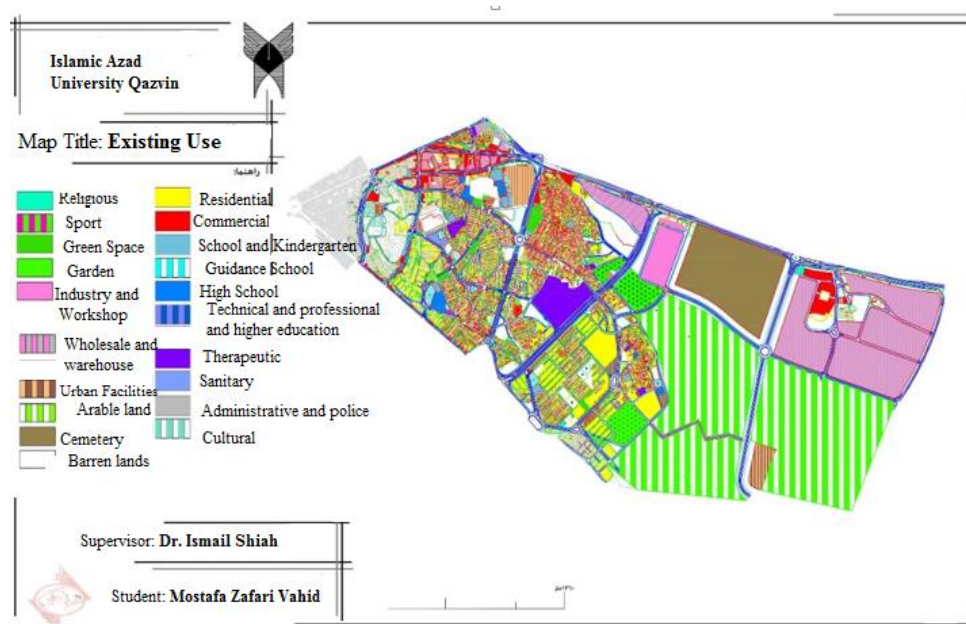 Islamic Azad
University Qazvin
Map Title: Existing Use
راهنما:
Religious
Sport
Green Space
Garden
Industry and
Workshop
Wholesale and
warehouse
Urban Facilities
Arable land
Cemetery
Barren lands
Residential
Commercial
School and Kindergarten
Guidance School
High School
Technical and professional
and higher education
Therapeutic
Sanitary
Administrative and police
Cultural
Supervisor: Dr. Ismail Shiah
Student: Mostafa Zafari Vahid